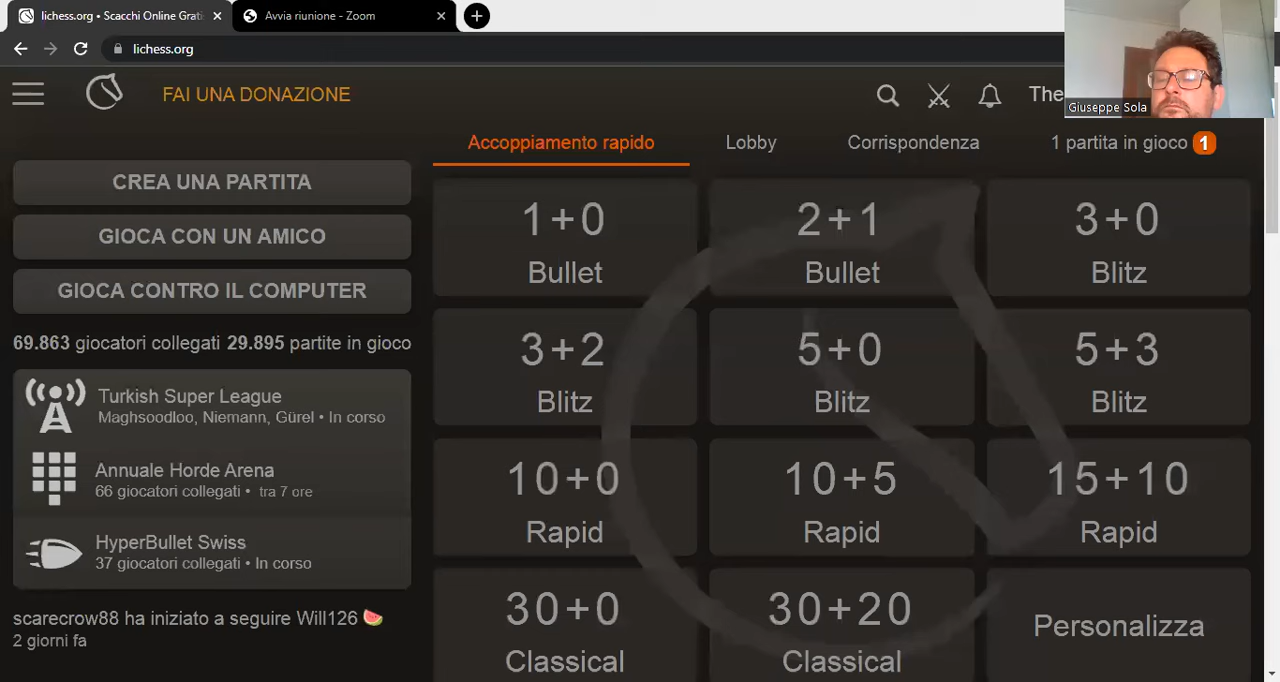 lichess.org • Scacchi Online Grati
Avvia riunione - Zoom
lichess.org
FAI UNA DONAZIONE
The
Giuseppe Sola
Accoppiamento rapido
Lobby
Corrispondenza
1 partita in gioco 1
CREA UNA PARTITA
GIOCA CON UN AMICO
GIOCA CONTRO IL COMPUTER
69.863 giocatori collegati 29.895 partite in gioco
Turkish Super League
Maghsoodloo, Niemann, Gürel • In corso
Annuale Horde Arena
66 giocatori collegati • tra 7 ore
HyperBullet Swiss
37 giocatori collegati • In corso
scarecrow88 ha iniziato a seguire Will126 🍉
2 giorni fa
1+0
Bullet
2+1
Bullet
3+0
Blitz
3+2
Blitz
5+0
Blitz
5+3
Blitz
10+0
Rapid
10+5
Rapid
15+10
Rapid
30+0
Classical
30+20
Classical
Personalizza